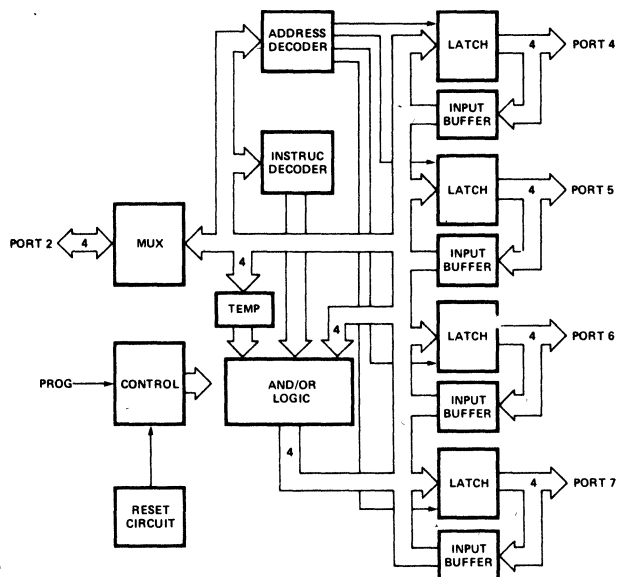 ADDRESS
DECODER
LATCH
4
PORT 4
INPUT
BUFFER
INSTRUC
DECODER
LATCH
4
PORT 5
PORT 2
4
MUX
INPUT
BUFFER
4
TEMP
4
LATCH
4
PORT 6
PROG
CONTROL
AND/OR
LOGIC
INPUT
BUFFER
4
LATCH
4
PORT 7
RESET
CIRCUIT
INPUT
BUFFER